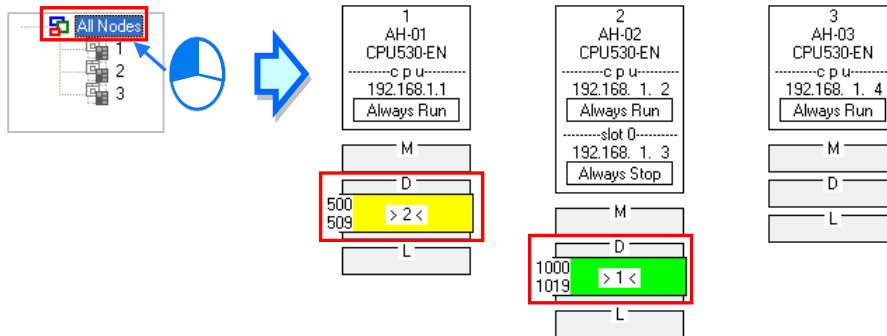 All Nodes
1
2
3
1
AH-01
CPU530-EN
--------c p u--------
192.168.1.1
Always Run
M
D
500
509
> 2 <
L
2
AH-02
CPU530-EN
--------c p u--------
192.168. 1. 2
Always Run
---------slot 0---------
192.168. 1. 3
Always Stop
M
D
1000
1019
> 1 <
L
3
AH-03
CPU530-EN
--------c p u--------
192.168. 1. 4
Always Run
M
D
L